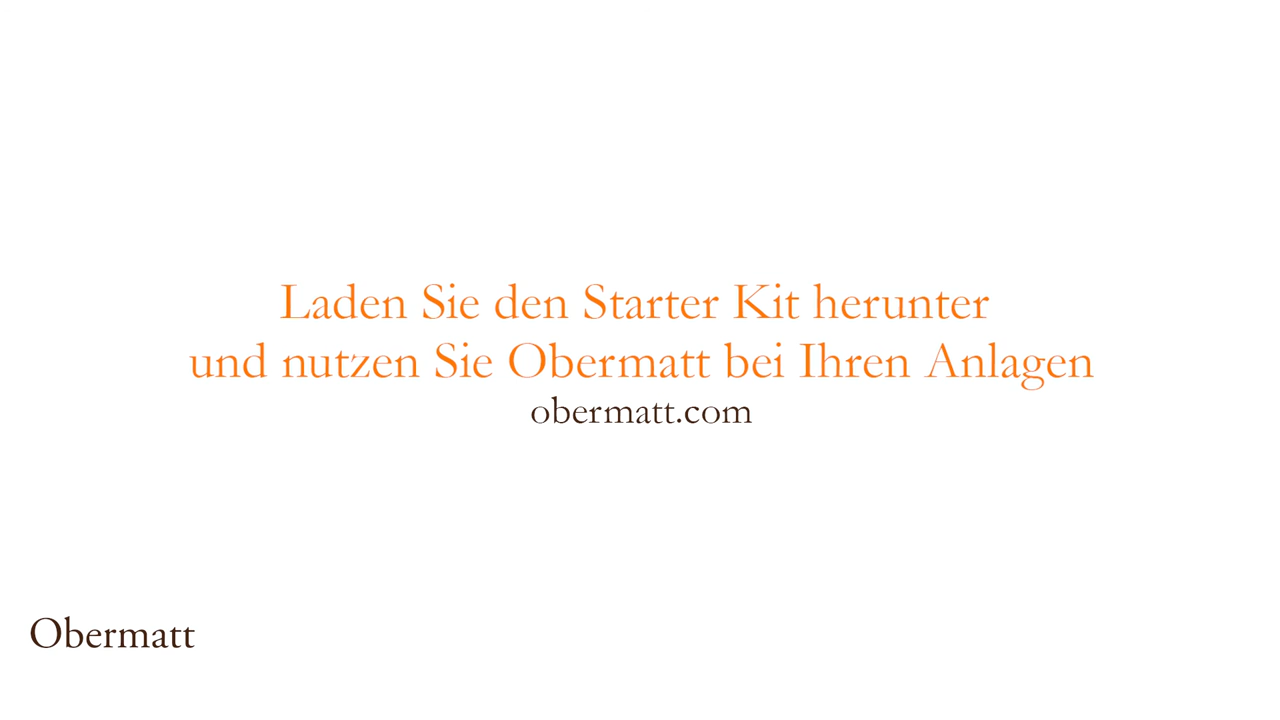 Laden Sie den Starter Kit herunter
und nutzen Sie Obermatt bei Ihren Anlagen
obermatt.com
Obermatt